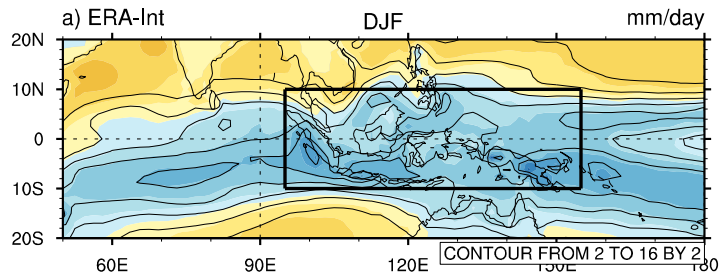 a) ERA-Int DJF mm/day
20N
10N
0
10S
20S
CONTOUR FROM 2 TO 16 BY 2
60E 90E 120E 150E 180